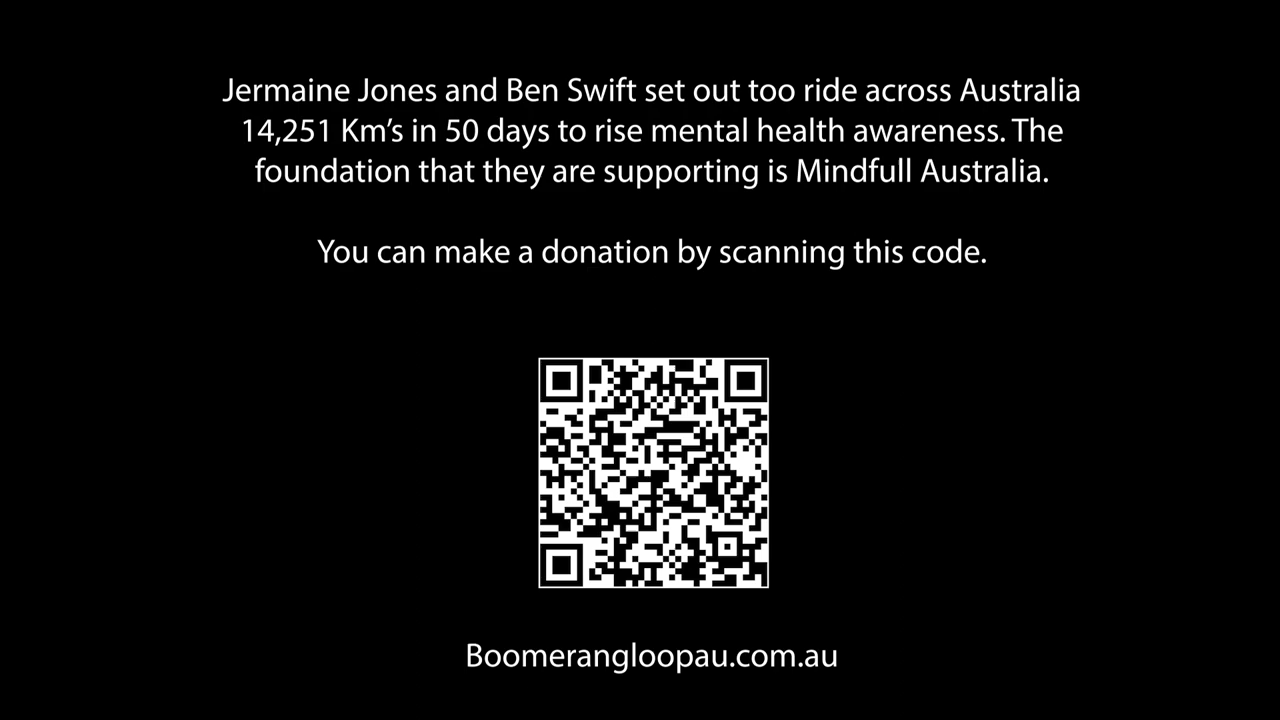 Jermaine Jones and Ben Swift set out too ride across Australia
14,251 Km’s in 50 days to rise mental health awareness. The
foundation that they are supporting is Mindfull Australia.
You can make a donation by scanning this code.
Boomerangloopau.com.au